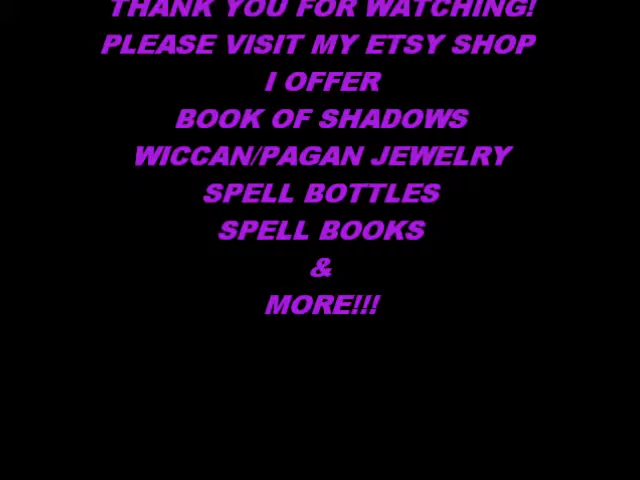 THANK YOU FOR WATCHING!
PLEASE VISIT MY ETSY SHOP
I OFFER
BOOK OF SHADOWS
WICCAN/PAGAN JEWELRY
SPELL BOTTLES
SPELL BOOKS
&
MORE!!!